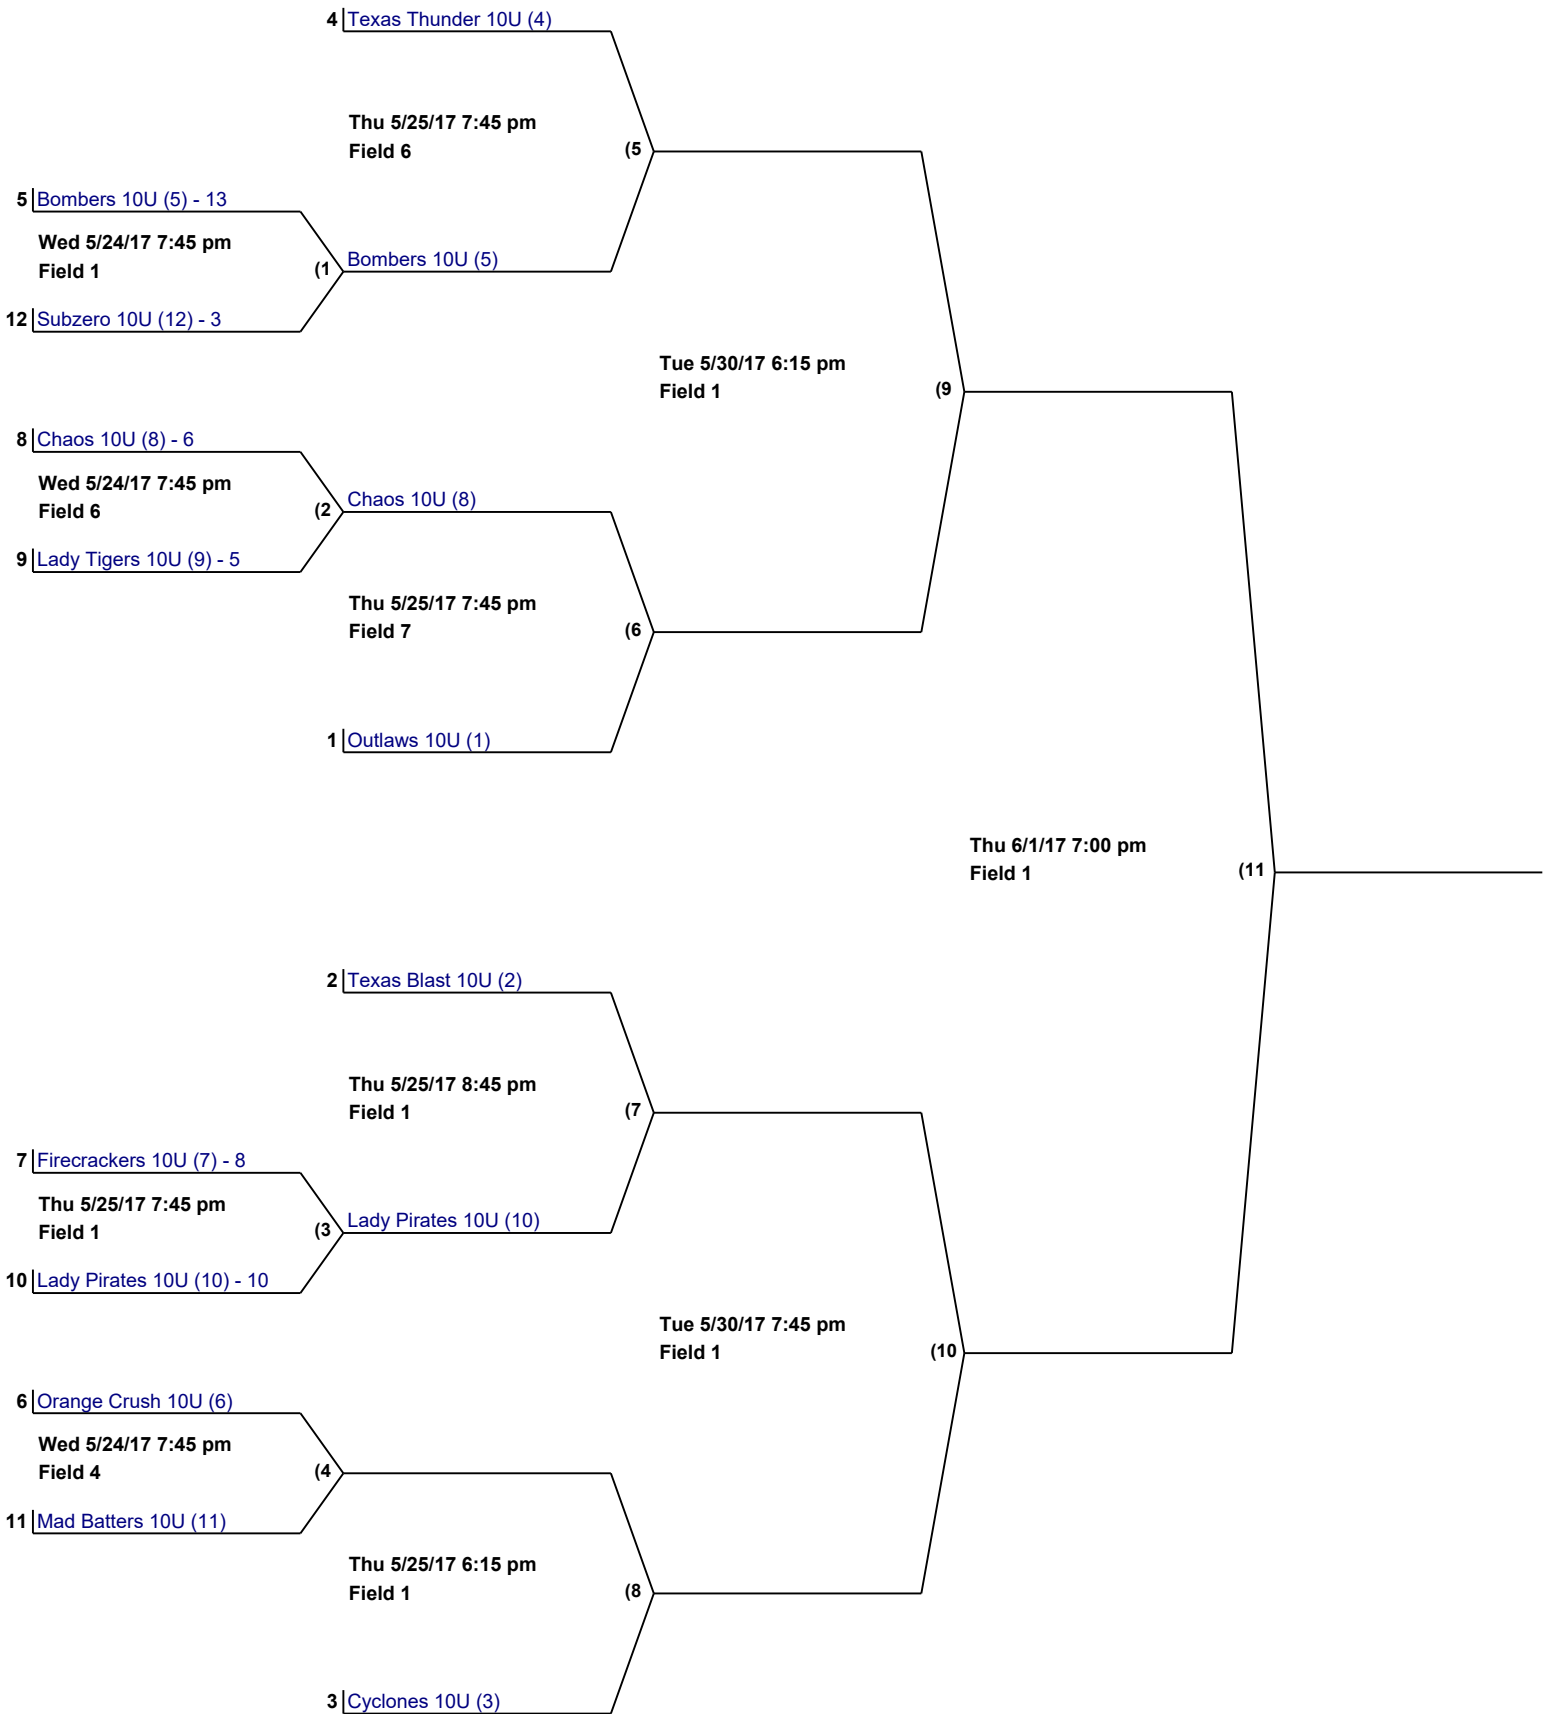 4 Texas Thunder 10U (4)
Thu 5/25/17 7:45 pm
Field 6
(5
5 Bombers 10U (5) - 13
Wed 5/24/17 7:45 pm
Field 1
(1
Bombers 10U (5)
12 Subzero 10U (12) - 3
Tue 5/30/17 6:15 pm
Field 1
(9
8 Chaos 10U (8) - 6
Wed 5/24/17 7:45 pm
Field 6
(2
Chaos 10U (8)
9 Lady Tigers 10U (9) - 5
Thu 5/25/17 7:45 pm
Field 7
(6
1 Outlaws 10U (1)
Thu 6/1/17 7:00 pm
Field 1
(11
2 Texas Blast 10U (2)
Thu 5/25/17 8:45 pm
Field 1
(7
7 Firecrackers 10U (7) - 8
Thu 5/25/17 7:45 pm
Field 1
(3
Lady Pirates 10U (10)
10 Lady Pirates 10U (10) - 10
Tue 5/30/17 7:45 pm
Field 1
(10
6 Orange Crush 10U (6)
Wed 5/24/17 7:45 pm
Field 4
(4
11 Mad Batters 10U (11)
Thu 5/25/17 6:15 pm
Field 1
(8
3 Cyclones 10U (3)